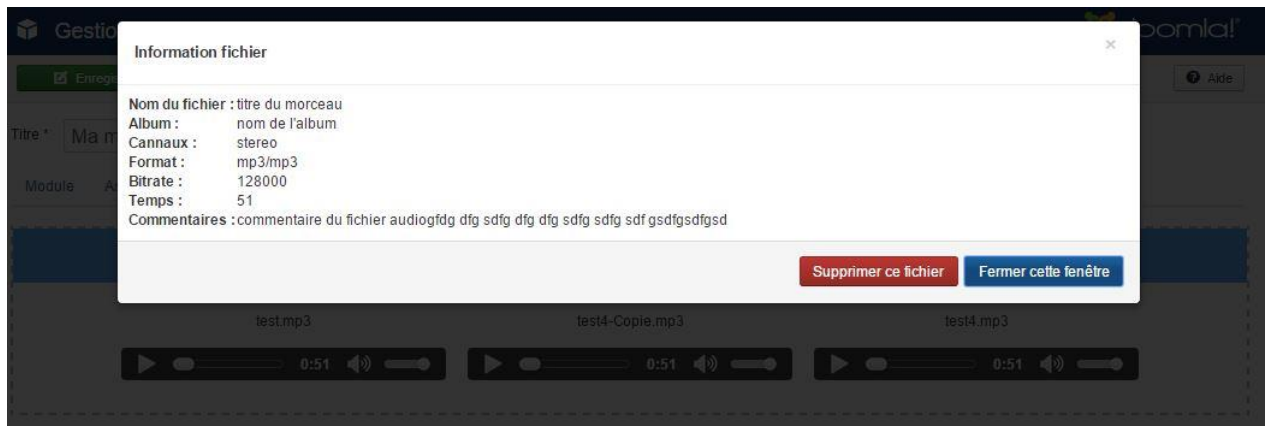 Gestio
oomla!
Information fichier
×
Enregis
Aide
Nom du fichier : titre du morceau
Titre *
Ma m
Album : nom de l'album
Cannaux : stereo
Format : mp3/mp3
Module
As
Bitrate : 128000
Temps : 51
Commentaires : commentaire du fichier audiogfdg dfg sdfg dfg dfg sdfg sdfg sdf gsdfgsdfgsd
Supprimer ce fichier
Fermer cette fenêtre
test.mp3
test4-Copie.mp3
test4.mp3
0:51
0:51
0:51